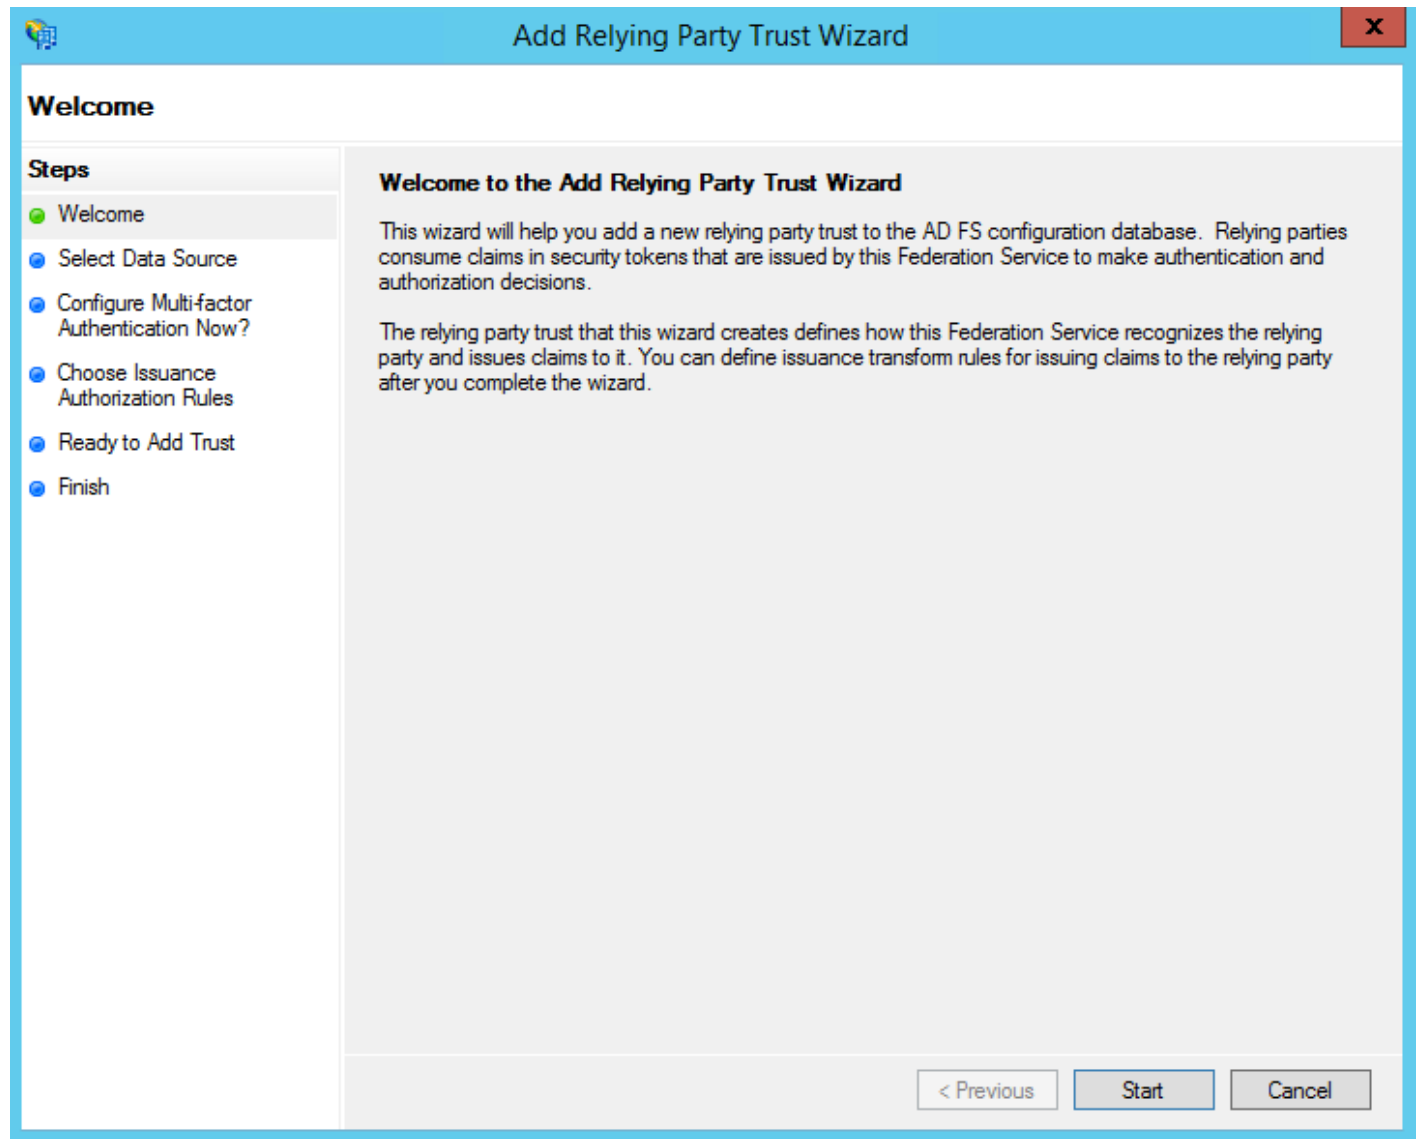 Add Relying Party Trust Wizard
X
Welcome
Steps
Welcome
Select Data Source
Configure Multi-factor
Authentication Now?
Choose Issuance
Authorization Rules
Ready to Add Trust
Finish
Welcome to the Add Relying Party Trust Wizard
This wizard will help you add a new relying party trust to the AD FS configuration database.  Relying parties
consume claims in security tokens that are issued by this Federation Service to make authentication and
authorization decisions.
The relying party trust that this wizard creates defines how this Federation Service recognizes the relying
party and issues claims to it. You can define issuance transform rules for issuing claims to the relying party
after you complete the wizard.
< Previous
Start
Cancel